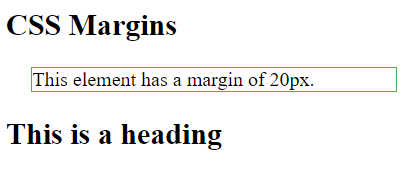 CSS Margins
This element has a margin of 20px.
This is a heading